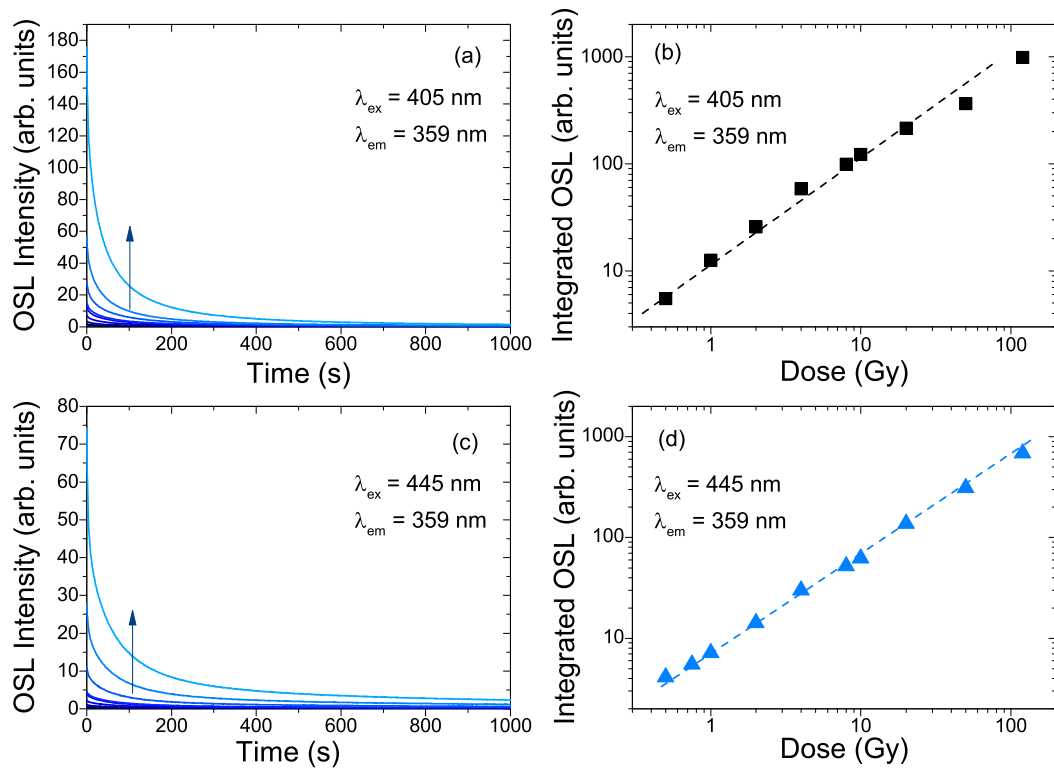 OSL Intensity (arb. units)
180
160
140
120
100
80
60
40
20
0
0 200 400 600 800 1000
Time (s)
(a)
λex = 405 nm
λem = 359 nm
Integrated OSL (arb. units)
1000
100
10
1 10 100
Dose (Gy)
(b)
λex = 405 nm
λem = 359 nm
OSL Intensity (arb. units)
80
70
60
50
40
30
20
10
0
0 200 400 600 800 1000
Time (s)
(c)
λex = 445 nm
λem = 359 nm
Integrated OSL (arb. units)
1000
100
10
1 10 100
Dose (Gy)
(d)
λex = 445 nm
λem = 359 nm